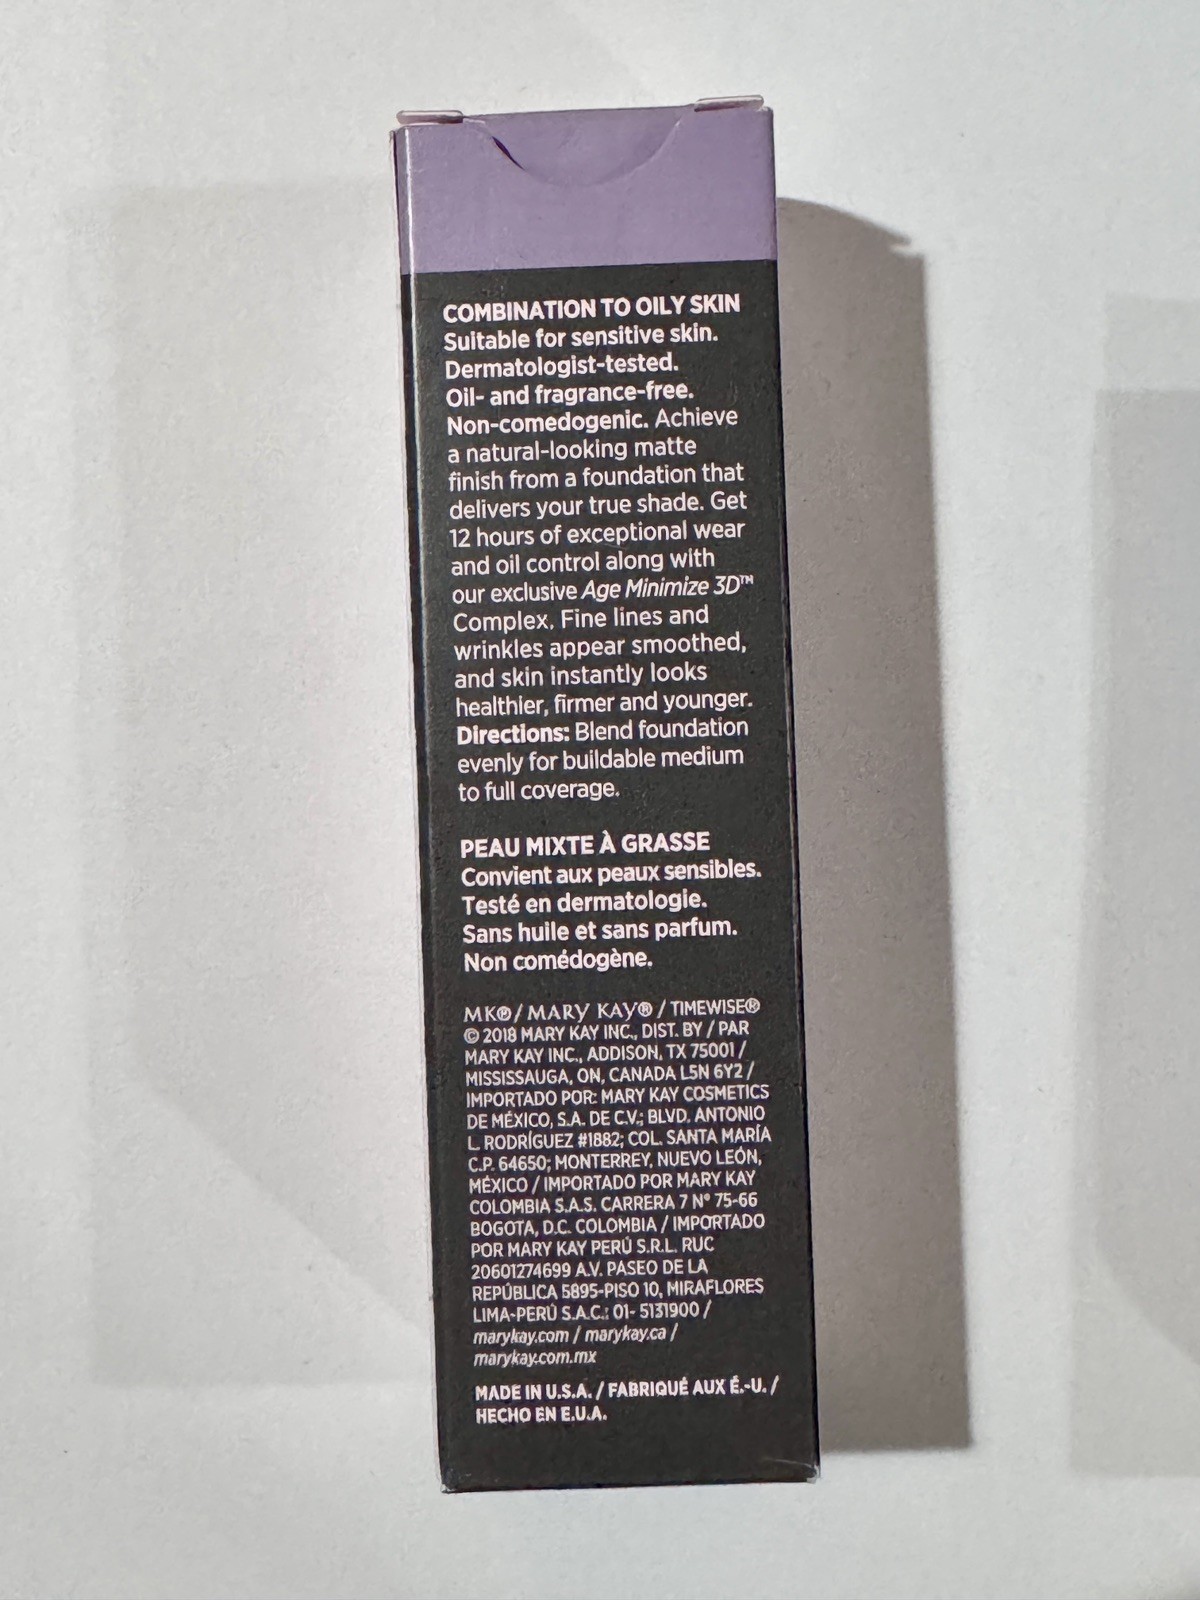 COMBINATION TO OILY SKIN
Suitable for sensitive skin.
Dermatologist-tested.
Oil- and fragrance-free.
Non-comedogenic. Achieve
a natural-looking matte
finish from a foundation that
delivers your true shade. Get
12 hours of exceptional wear
and oil control along with
our exclusive Age Minimize 3D™
Complex. Fine lines and
wrinkles appear smoothed,
and skin instantly looks
healthier, firmer and younger.
Directions: Blend foundation
evenly for buildable medium
to full coverage.
PEAU MIXTE À GRASSE
Convient aux peaux sensibles.
Testé en dermatologie.
Sans huile et sans parfum.
Non comédogène.
MK® / MARY KAY® / TIMEWISE®
© 2018 MARY KAY INC., DIST. BY / PAR
MARY KAY INC., ADDISON, TX 75001 /
MISSISSAUGA, ON, CANADA L5N 6Y2 /
IMPORTADO POR: MARY KAY COSMETICS
DE MÉXICO, S.A. DE C.V.; BLVD. ANTONIO
L. RODRÍGUEZ #1882; COL. SANTA MARÍA
C.P. 64650; MONTERREY, NUEVO LEÓN,
MÉXICO / IMPORTADO POR MARY KAY
COLOMBIA S.A.S. CARRERA 7 N° 75-66
BOGOTA, D.C. COLOMBIA / IMPORTADO
POR MARY KAY PERÚ S.R.L. RUC
20601274699 A.V. PASEO DE LA
REPÚBLICA 5895-PISO 10, MIRAFLORES
LIMA-PERÚ S.A.C.: 01- 5131900 /
marykay.com / marykay.ca /
marykay.com.mx
MADE IN U.S.A. / FABRIQUÉ AUX É.-U. /
HECHO EN E.U.A.